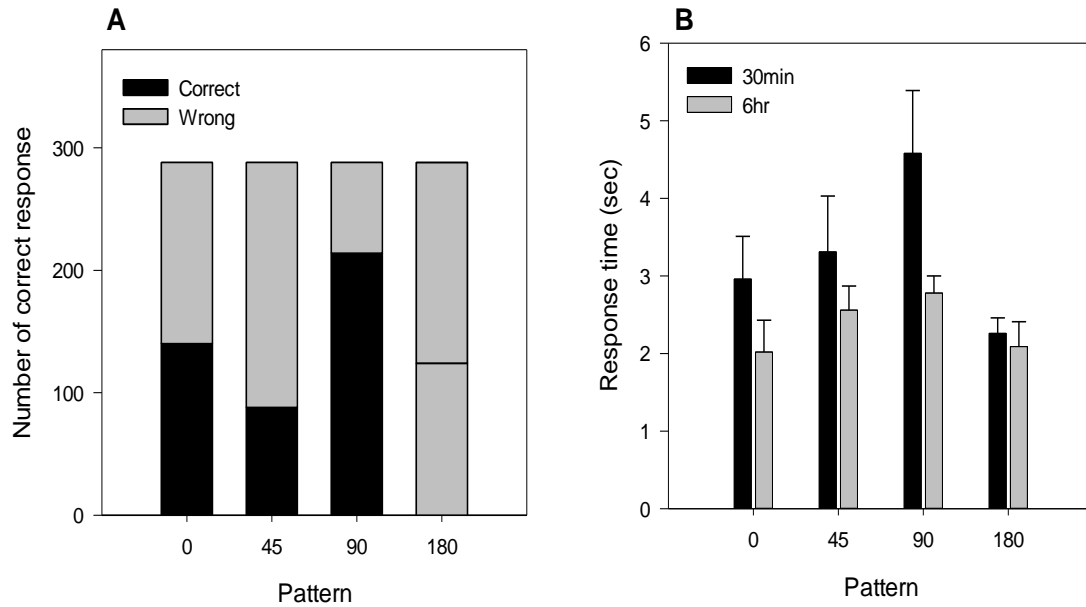 A
Correct
Wrong
Number of correct response
300
200
100
0
0 45 90 180
Pattern
B
30min
6hr
Response time (sec)
6
5
4
3
2
1
0
0 45 90 180
Pattern